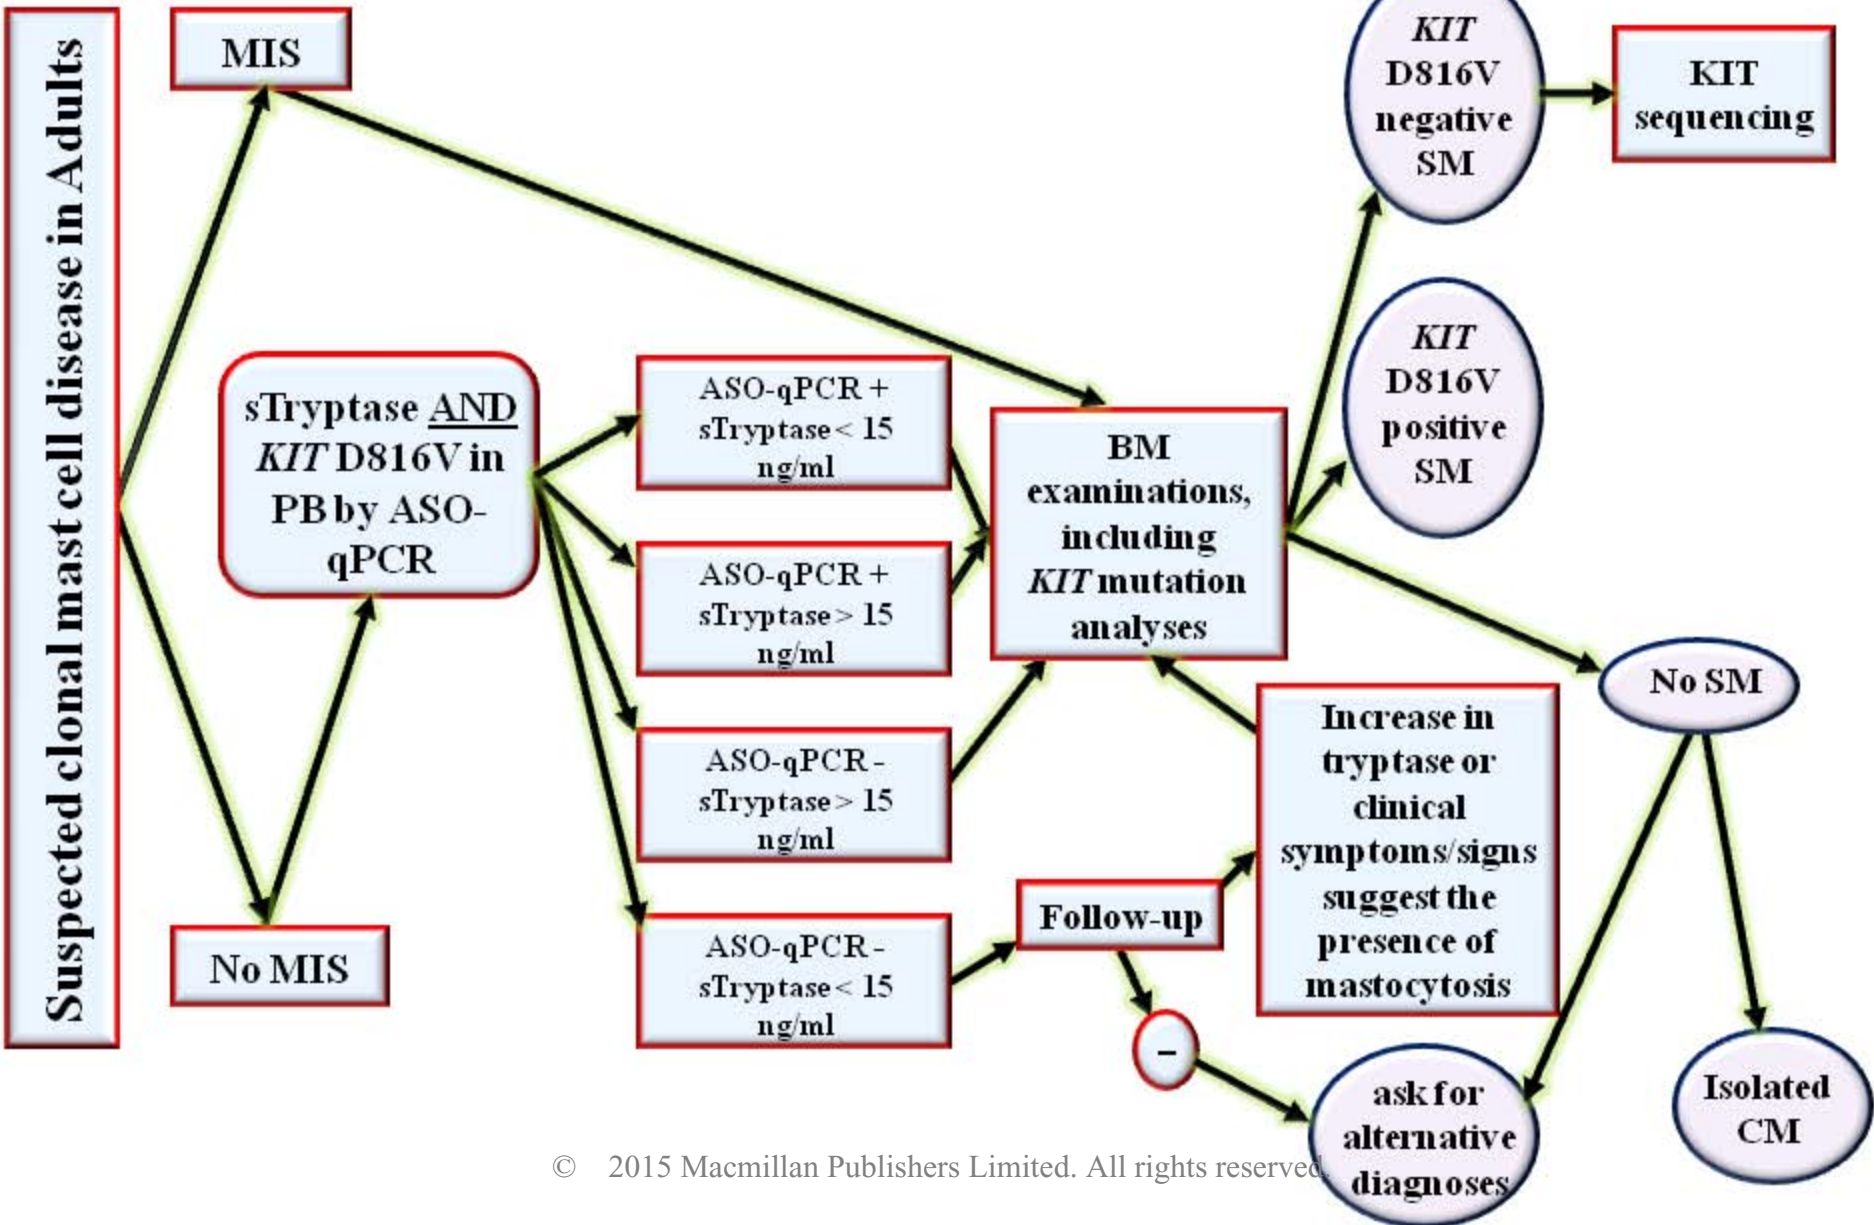 Suspected clonal mast cell disease in Adults
MIS
No MIS
sTryptase AND
KIT D816V in
PB by ASO-
qPCR
ASO-qPCR +
sTryptase < 15
ng/ml
ASO-qPCR +
sTryptase > 15
ng/ml
ASO-qPCR -
sTryptase > 15
ng/ml
ASO-qPCR -
sTryptase < 15
ng/ml
Follow-up
–
BM
examinations,
including
KIT mutation
analyses
Increase in
tryptase or
clinical
symptoms/signs
suggest the
presence of
mastocytosis
KIT
D816V
negative
SM
KIT
sequencing
KIT
D816V
positive
SM
No SM
ask for
alternative
diagnoses
Isolated
CM
© 2015 Macmillan Publishers Limited. All rights reserved